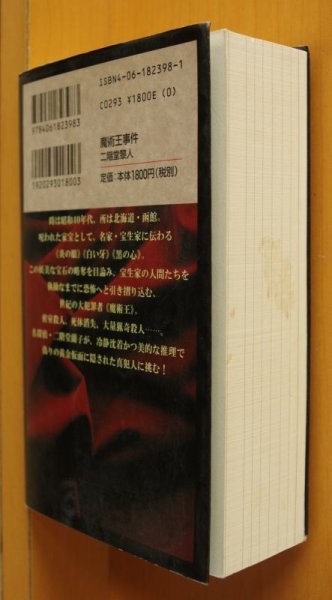 ISBN4-06-182398-1
C0293 ¥1800E (0)
9784061823983
1920293018003
魔術王事件
二階堂黎人
定価:本体1800円(税別)
時は昭和40年代、所は北海道・函館。
呪われた家宝として、名家・宝生家に伝わる
《炎の眼》《白い牙》《黒の心》。
この妖美な宝石の略奪を目論み、宝生家の人間たちを
執拗なまでに恐怖へと引き摺り込む、
世紀の大犯罪者《魔術王》。
密室殺人、死体消失、大量猟奇殺人……。
名探偵・二階堂蘭子が、冷静沈着かつ美的な推理で
偽りの黄金仮面に隠された真犯人に挑む!